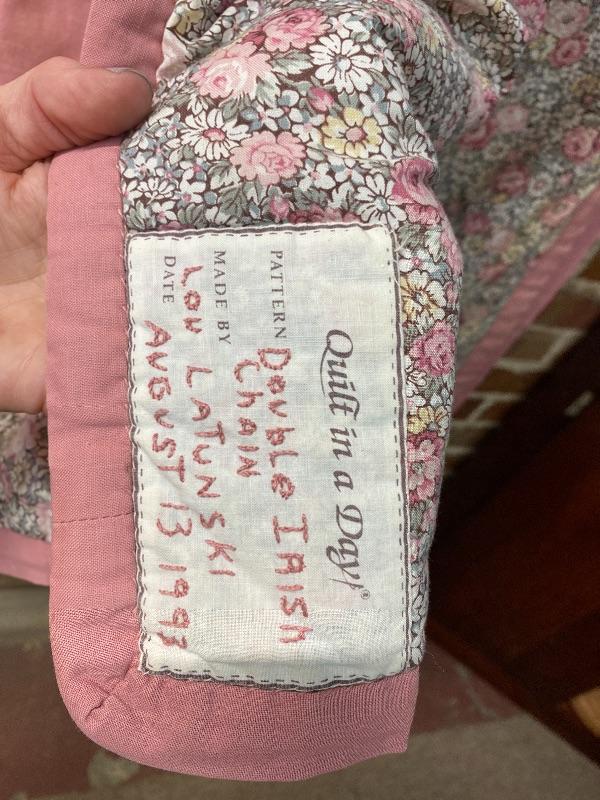 Quilt in a Day!®
PATTERN DOUBLE IRISH
CHAIN
MADE BY LOU LATUNSKI
DATE AUGUST 13 1993